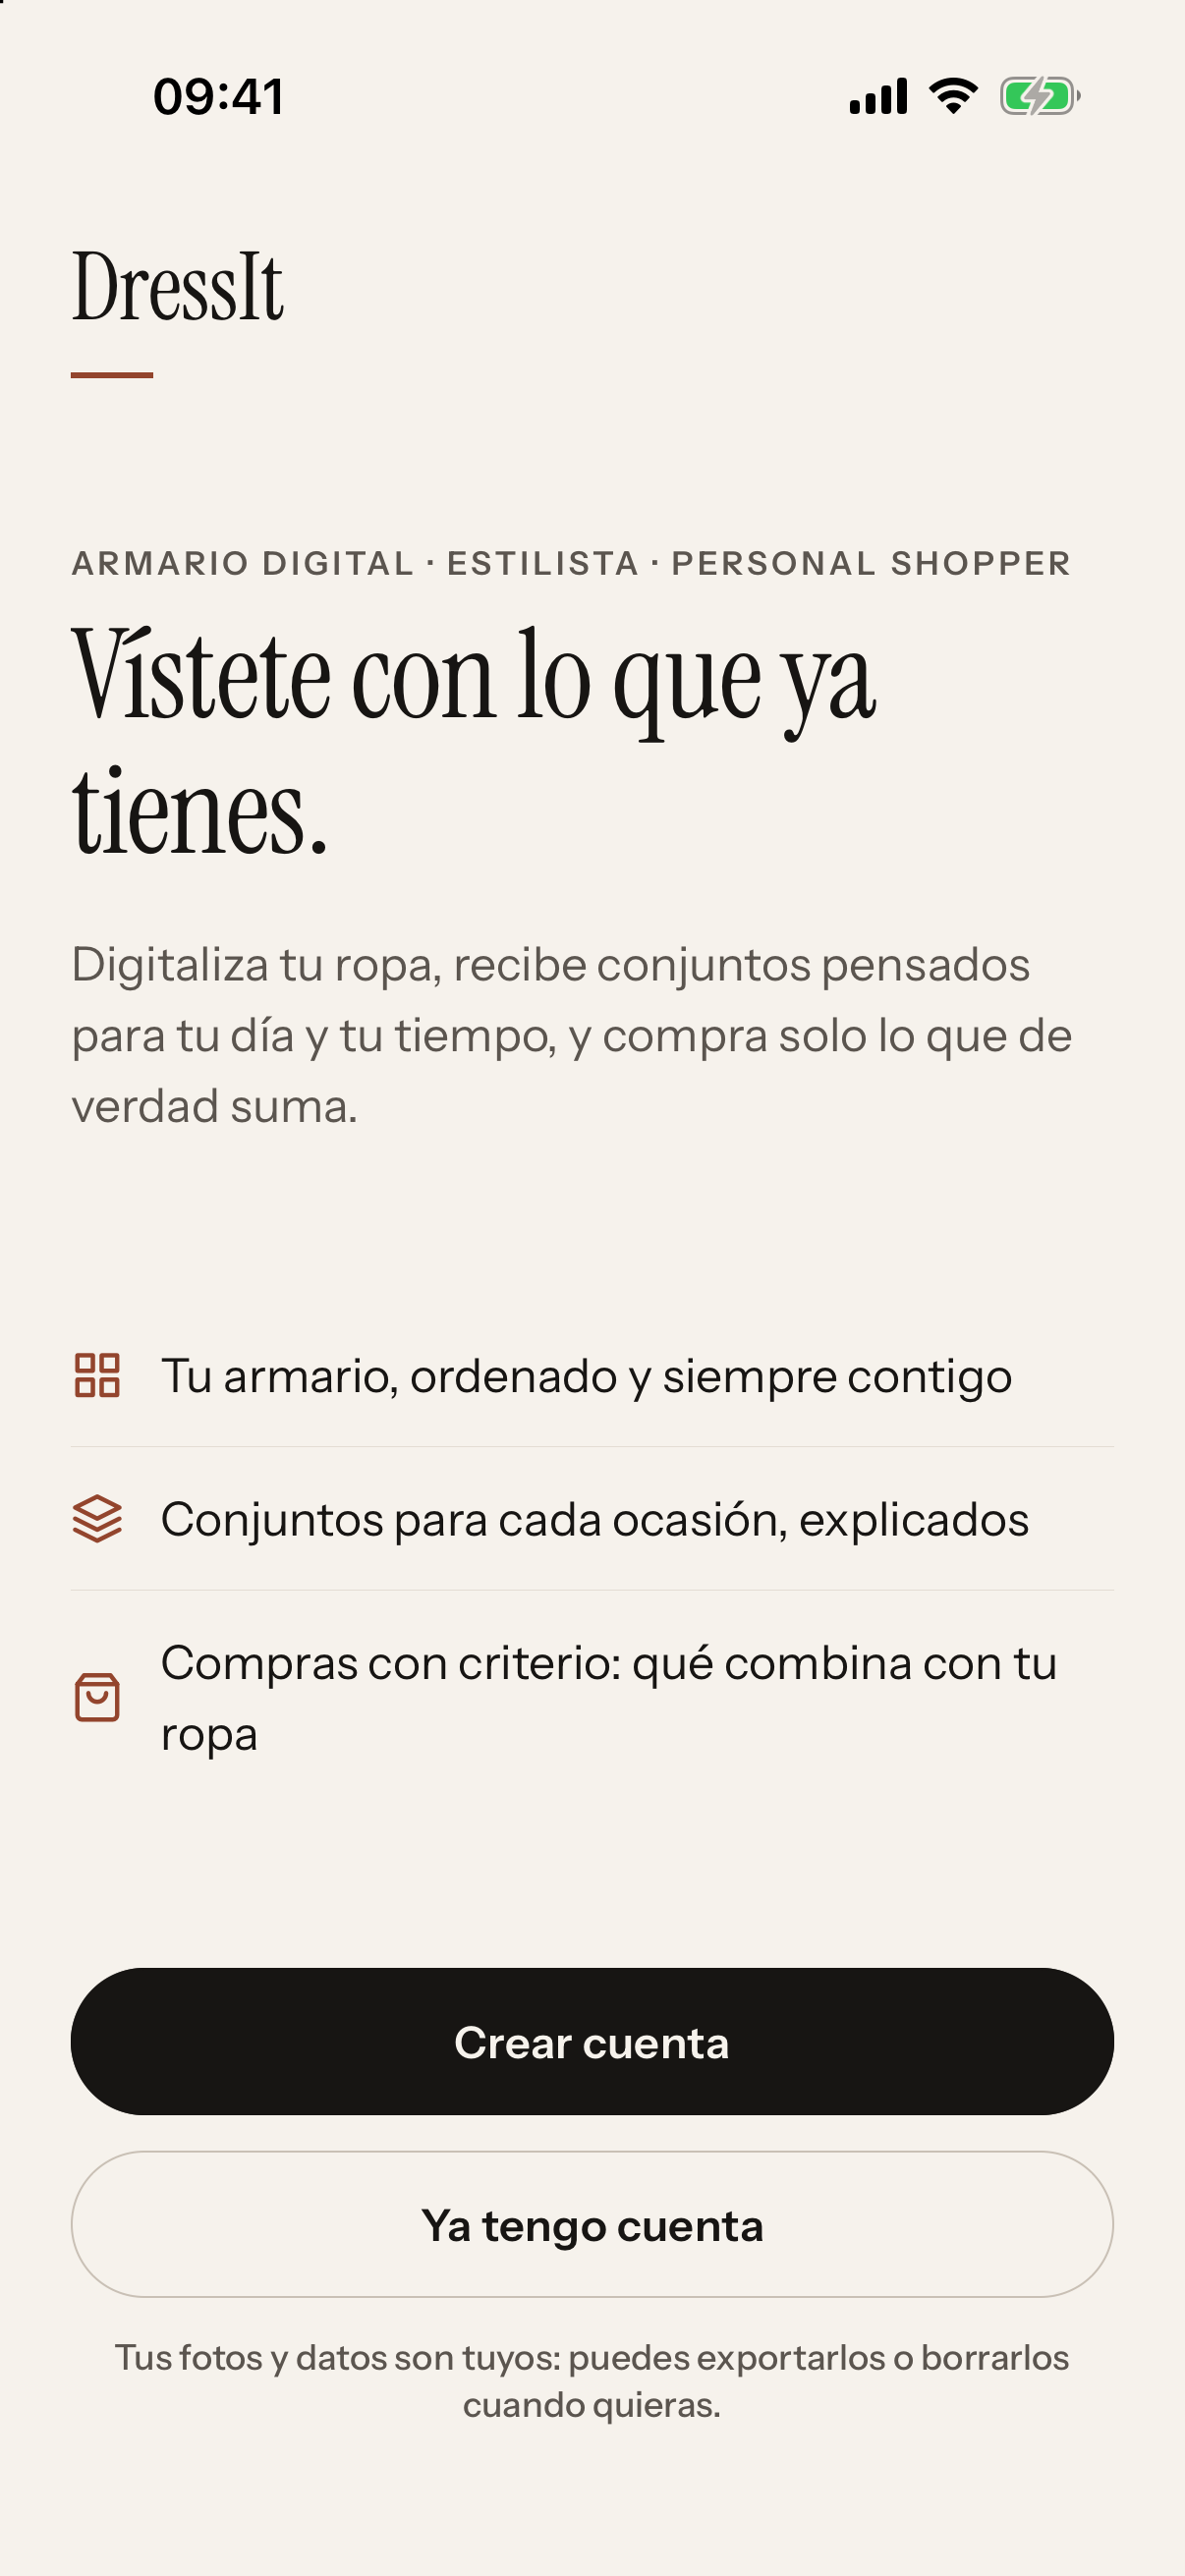 09:41
DressIt
ARMARIO DIGITAL · ESTILISTA · PERSONAL SHOPPER
Vístete con lo que ya
tienes.
Digitaliza tu ropa, recibe conjuntos pensados
para tu día y tu tiempo, y compra solo lo que de
verdad suma.
Tu armario, ordenado y siempre contigo
Conjuntos para cada ocasión, explicados
Compras con criterio: qué combina con tu
ropa
Crear cuenta
Ya tengo cuenta
Tus fotos y datos son tuyos: puedes exportarlos o borrarlos
cuando quieras.